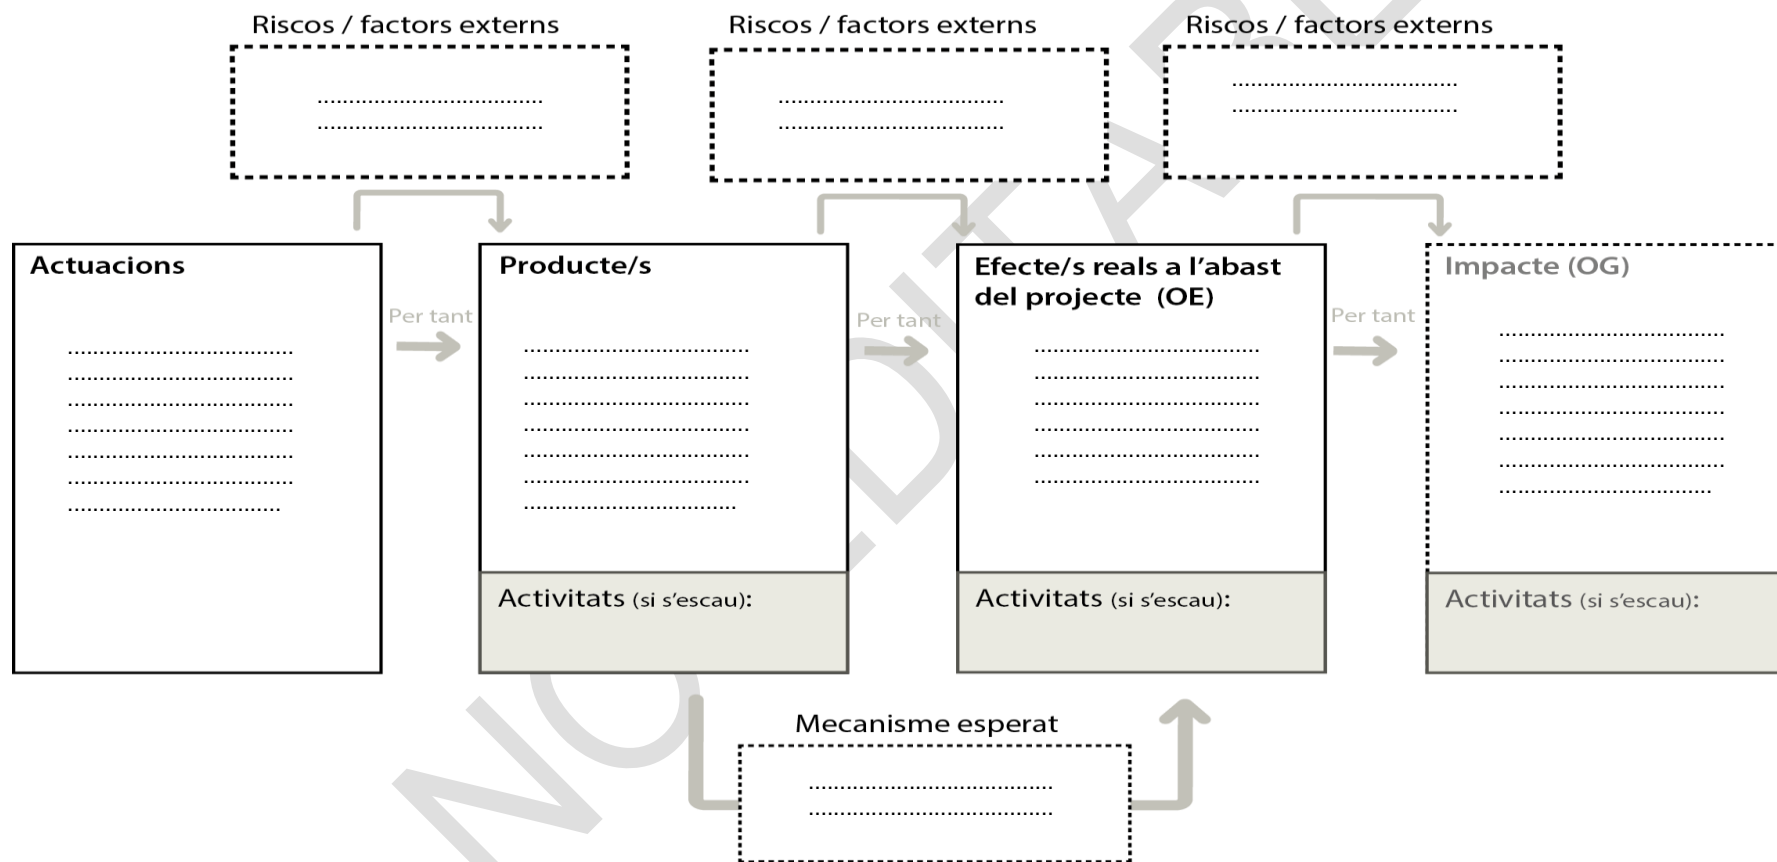 Riscos / factors externs
Riscos / factors externs
Riscos / factors externs
Actuacions
Per tant
Producte/s
Activitats (si s'escau):
Per tant
Efecte/s reals a l'abast
del projecte (OE)
Activitats (si s'escau):
Per tant
Impacte (OG)
Activitats (si s'escau):
Mecanisme esperat